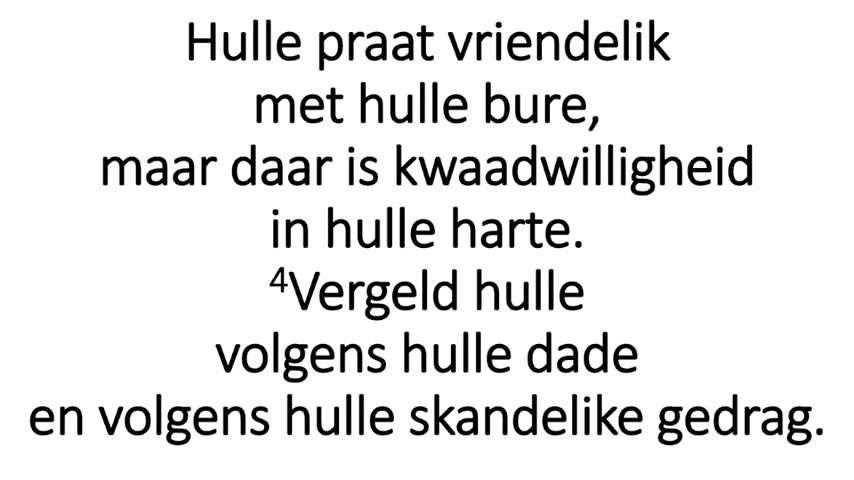 Hulle praat vriendelik
met hulle bure,
maar daar is kwaadwilligheid
in hulle harte.
⁴Vergeld hulle
volgens hulle dade
en volgens hulle skandelike gedrag.